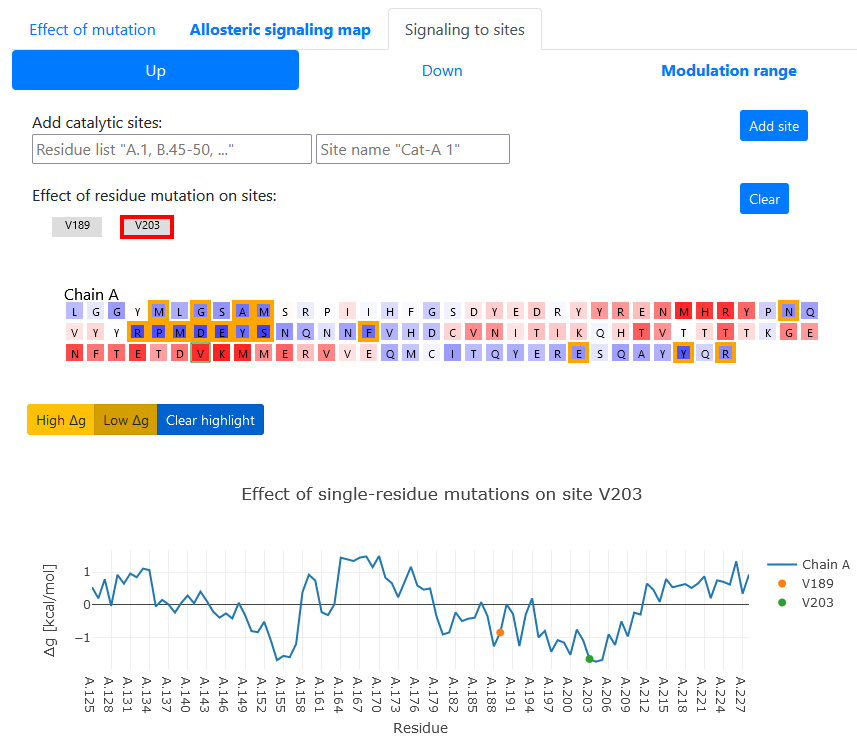 Effect of mutation Allosteric signaling map Signaling to sites
Up Down Modulation range
Add catalytic sites:
Residue list "A.1, B.45-50, ..." Site name "Cat-A 1" Add site
Effect of residue mutation on sites: Clear
V189 V203
Chain A
L G G Y M L G S A M S R P I I H F G S D Y E D R Y Y R E N M H R Y P N Q
V Y Y R P M D E Y S N Q N N F V H D C V N I T I K Q H T V T T T T K G E
N F T E T D V K M M E R V V E Q M C I T Q Y E R E S Q A Y Y Q R
High Δg Low Δg Clear highlight
Effect of single-residue mutations on site V203
Δg [kcal/mol]
1
0
−1
A.125 A.128 A.131 A.134 A.137 A.140 A.143 A.146 A.149 A.152 A.155 A.158 A.161 A.164 A.167 A.170 A.173 A.176 A.179 A.182 A.185 A.188 A.191 A.194 A.197 A.200 A.203 A.206 A.209 A.212 A.215 A.218 A.221 A.224 A.227
Residue
Chain A
V189
V203